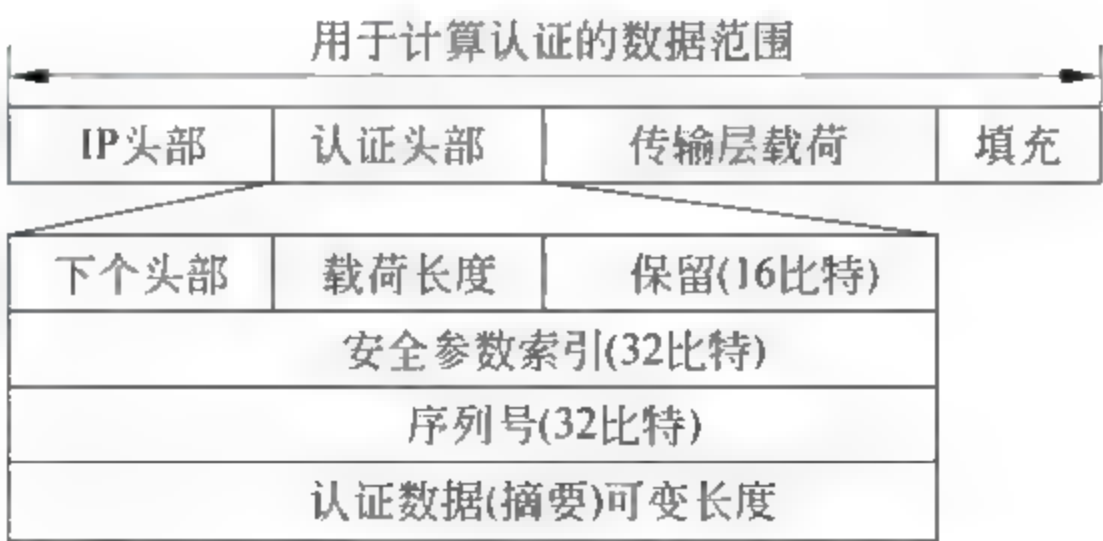 用于计算认证的数据范围
IP头部 认证头部 传输层载荷 填充
下个头部 载荷长度 保留(16比特)
安全参数索引(32比特)
序列号(32比特)
认证数据(摘要)可变长度